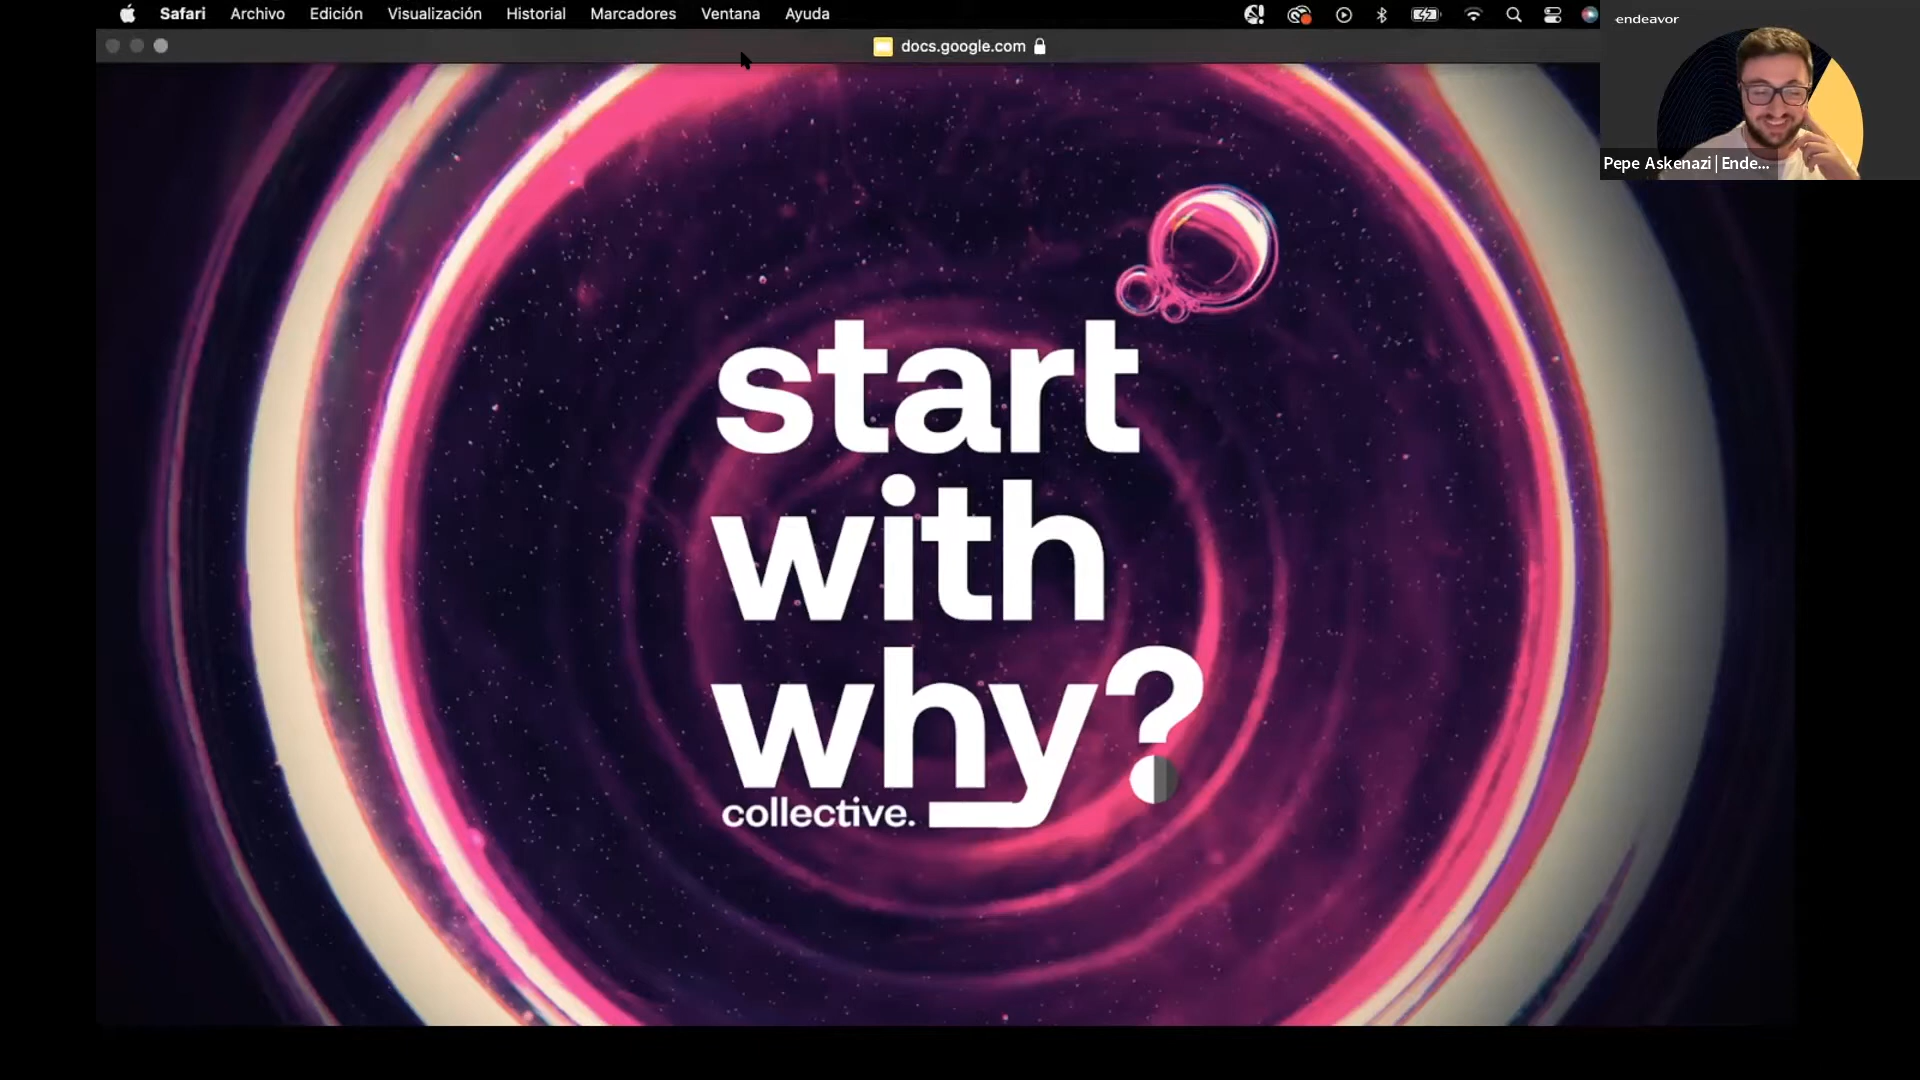 Safari Archivo Edición Visualización Historial Marcadores Ventana Ayuda
docs.google.com
endeavor
Pepe Askenazi | Ende...
start
with
why?
collective.